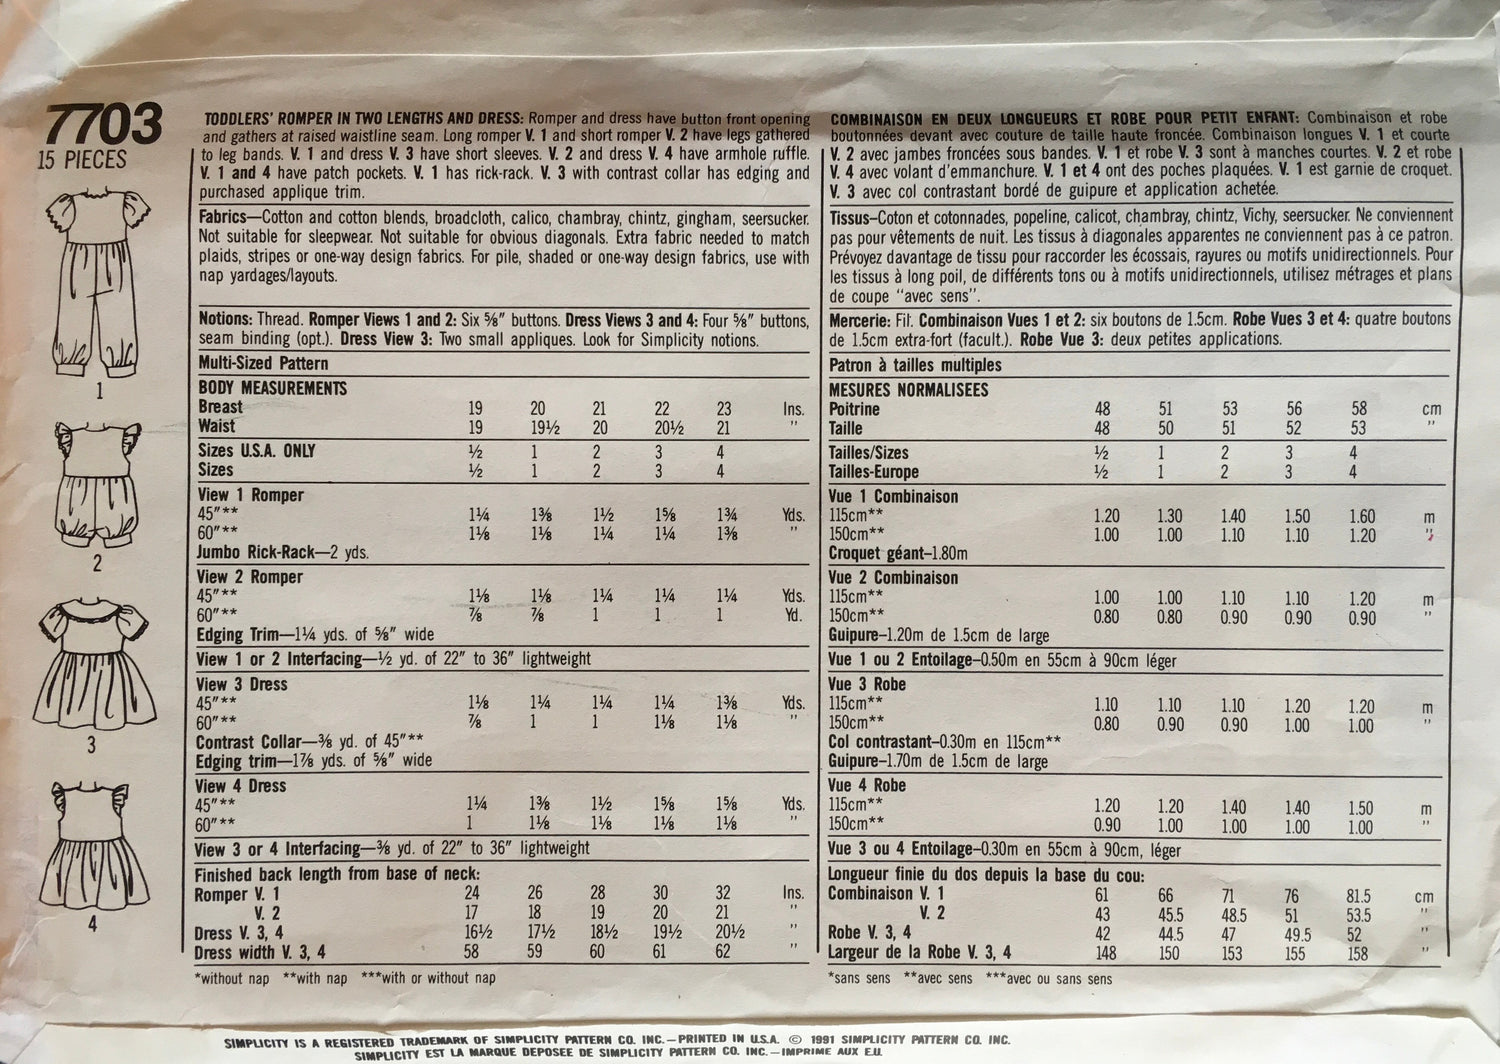 7703
15 PIECES
1
2
3
4
TODDLERS' ROMPER IN TWO LENGTHS AND DRESS: Romper and dress have button front opening
and gathers at raised waistline seam. Long romper V. 1 and short romper V. 2 have legs gathered
to leg bands. V. 1 and dress V. 3 have short sleeves. V. 2 and dress V. 4 have armhole ruffle.
V. 1 and 4 have patch pockets. V. 1 has rick-rack. V. 3 with contrast collar has edging and
purchased applique trim.
Fabrics—Cotton and cotton blends, broadcloth, calico, chambray, chintz, gingham, seersucker.
Not suitable for sleepwear. Not suitable for obvious diagonals. Extra fabric needed to match
plaids, stripes or one-way design fabrics. For pile, shaded or one-way design fabrics, use with
nap yardages/layouts.
Notions: Thread. Romper Views 1 and 2: Six ⅝" buttons. Dress Views 3 and 4: Four ⅝" buttons,
seam binding (opt.). Dress View 3: Two small appliques. Look for Simplicity notions.
Multi-Sized Pattern
BODY MEASUREMENTS
Breast 19 20 21 22 23 Ins.
Waist 19 19½ 20 20½ 21 "
Sizes U.S.A. ONLY ½ 1 2 3 4
Sizes ½ 1 2 3 4
View 1 Romper
45"** 1¼ 1⅜ 1½ 1⅝ 1¾ Yds.
60"** 1⅛ 1⅛ 1¼ 1¼ 1⅜ "
Jumbo Rick-Rack—2 yds.
View 2 Romper
45"** 1⅛ 1⅛ 1¼ 1¼ 1¼ Yds.
60"** ⅞ ⅞ 1 1 1 Yd.
Edging Trim—1¼ yds. of ⅝" wide
View 1 or 2 Interfacing—½ yd. of 22" to 36" lightweight
View 3 Dress
45"** 1⅛ 1¼ 1¼ 1¼ 1⅜ Yds.
60"** ⅞ 1 1 1⅛ 1⅛ "
Contrast Collar—⅜ yd. of 45"**
Edging trim—1⅞ yds. of ⅝" wide
View 4 Dress
45"** 1¼ 1⅜ 1½ 1⅝ 1⅝ Yds.
60"** 1 1⅛ 1⅛ 1⅛ 1⅛ "
View 3 or 4 Interfacing—⅜ yd. of 22" to 36" lightweight
Finished back length from base of neck:
Romper V. 1 24 26 28 30 32 Ins.
V. 2 17 18 19 20 21 "
Dress V. 3, 4 16½ 17½ 18½ 19½ 20½ "
Dress width V. 3, 4 58 59 60 61 62 "
*without nap **with nap ***with or without nap
COMBINAISON EN DEUX LONGUEURS ET ROBE POUR PETIT ENFANT: Combinaison et robe
boutonnées devant avec couture de taille haute froncée. Combinaison longues V. 1 et courte
V. 2 avec jambes froncées sous bandes. V. 1 et robe V. 3 sont à manches courtes. V. 2 et robe
V. 4 avec volant d'emmanchure. V. 1 et 4 ont des poches plaquées. V. 1 est garnie de croquet.
V. 3 avec col contrastant bordé de guipure et application achetée.
Tissus–Coton et cotonnades, popeline, calicot, chambray, chintz, Vichy, seersucker. Ne conviennent
pas pour vêtements de nuit. Les tissus à diagonales apparentes ne conviennent pas à ce patron.
Prévoyez davantage de tissu pour raccorder les écossais, rayures ou motifs unidirectionnels. Pour
les tissus à long poil, de différents tons ou à motifs unidirectionnels, utilisez métrages et plans
de coupe "avec sens".
Mercerie: Fil. Combinaison Vues 1 et 2: six boutons de 1.5cm. Robe Vues 3 et 4: quatre boutons
de 1.5cm extra-fort (facult.). Robe Vue 3: deux petites applications.
Patron à tailles multiples
MESURES NORMALISEES
Poitrine 48 51 53 56 58 cm
Taille 48 50 51 52 53 "
Tailles/Sizes ½ 1 2 3 4
Tailles-Europe ½ 1 2 3 4
Vue 1 Combinaison
115cm** 1.20 1.30 1.40 1.50 1.60 m
150cm** 1.00 1.00 1.10 1.10 1.20 "
Croquet géant–1.80m
Vue 2 Combinaison
115cm** 1.00 1.00 1.10 1.10 1.20 m
150cm** 0.80 0.80 0.90 0.90 0.90 "
Guipure–1.20m de 1.5cm de large
Vue 1 ou 2 Entoilage–0.50m en 55cm à 90cm léger
Vue 3 Robe
115cm** 1.10 1.10 1.10 1.20 1.20 m
150cm** 0.80 0.90 0.90 1.00 1.00 "
Col contrastant–0.30m en 115cm**
Guipure–1.70m de 1.5cm de large
Vue 4 Robe
115cm** 1.20 1.20 1.40 1.40 1.50 m
150cm** 0.90 1.00 1.00 1.00 1.00 "
Vue 3 ou 4 Entoilage–0.30m en 55cm à 90cm, léger
Longueur finie du dos depuis la base du cou:
Combinaison V. 1 61 66 71 76 81.5 cm
V. 2 43 45.5 48.5 51 53.5 "
Robe V. 3, 4 42 44.5 47 49.5 52 "
Largeur de la Robe V. 3, 4 148 150 153 155 158 "
*sans sens **avec sens ***avec ou sans sens
SIMPLICITY IS A REGISTERED TRADEMARK OF SIMPLICITY PATTERN CO. INC.—PRINTED IN U.S.A. © 1991 SIMPLICITY PATTERN CO. INC.
SIMPLICITY EST LA MARQUE DEPOSEE DE SIMPLICITY PATTERN CO. INC.—IMPRIME AUX E.U.